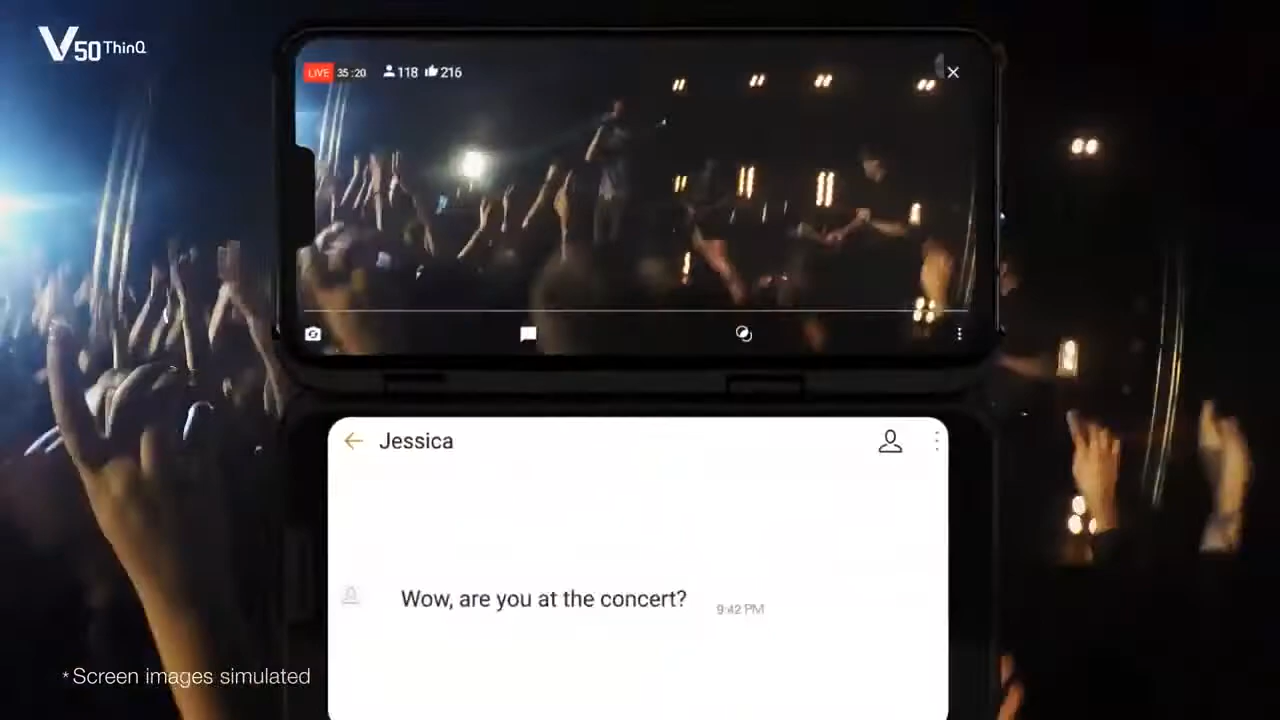 V50 ThinQ
LIVE 35:20 118 216
Jessica
Wow, are you at the concert?
9:42 PM
*Screen images simulated